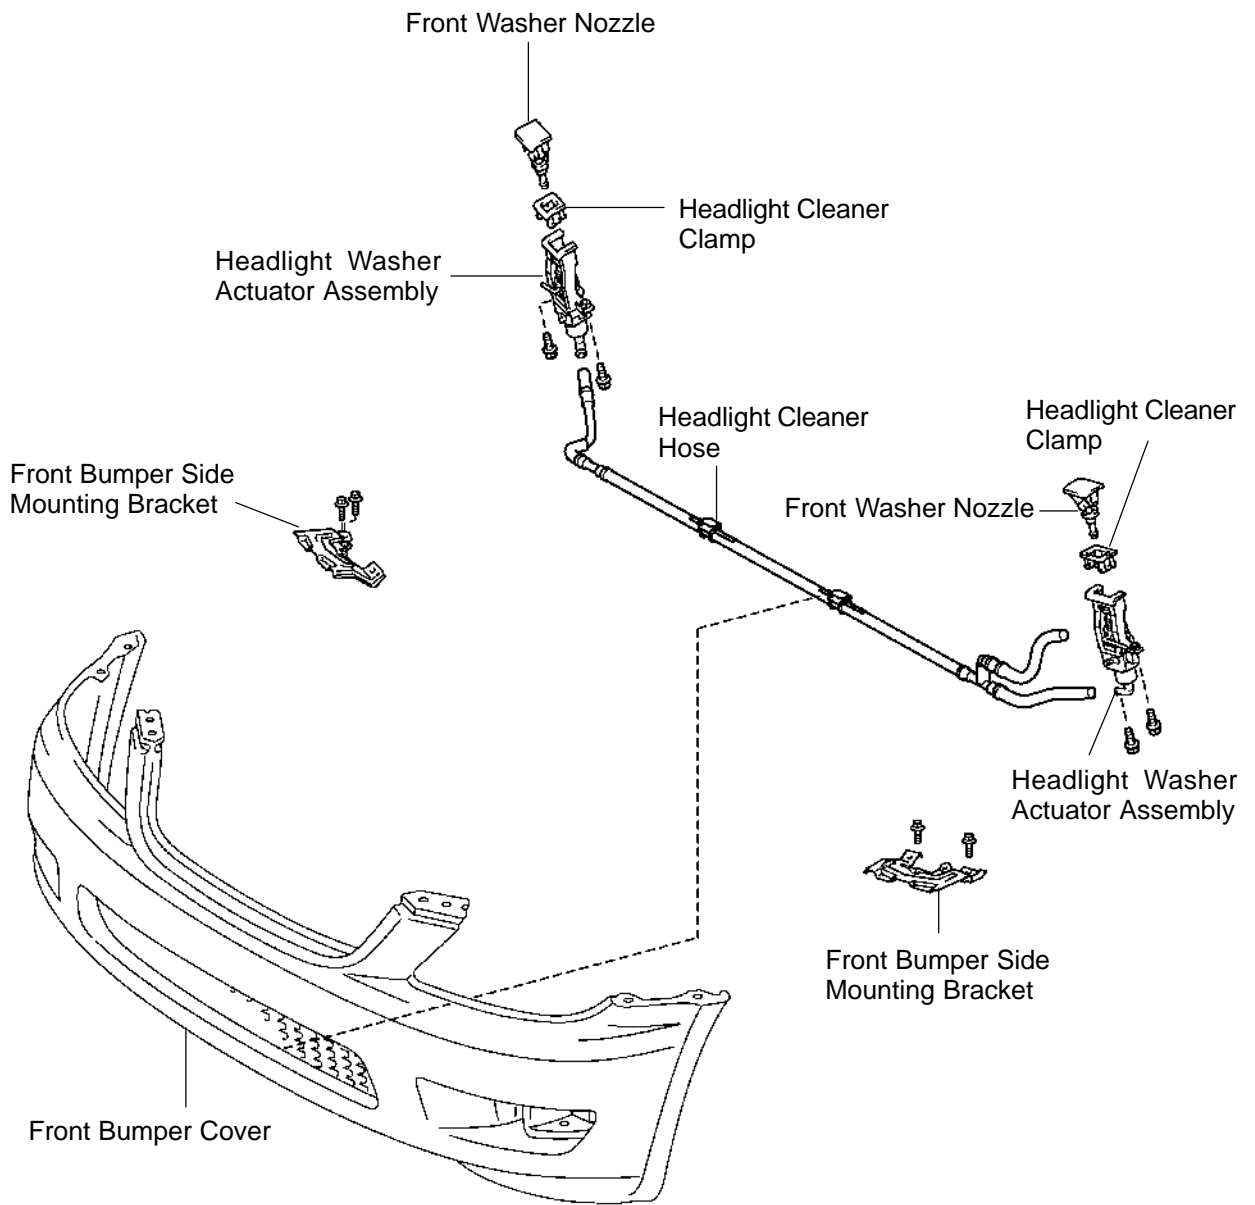 Front Washer Nozzle
Headlight Cleaner
Clamp
Headlight Washer
Actuator Assembly
Headlight Cleaner
Hose
Headlight Cleaner
Clamp
Front Bumper Side
Mounting Bracket
Front Washer Nozzle
Headlight Washer
Actuator Assembly
Front Bumper Side
Mounting Bracket
Front Bumper Cover